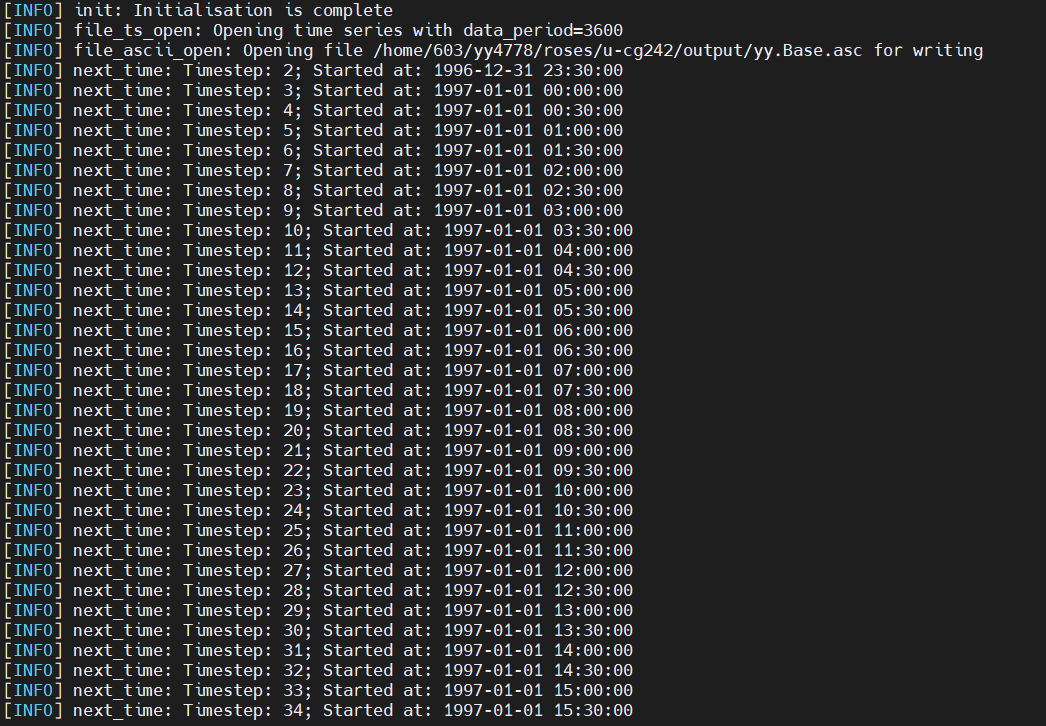 [INFO] init: Initialisation is complete
[INFO] file_ts_open: Opening time series with data_period=3600
[INFO] file_ascii_open: Opening file /home/603/yy4778/roses/u-cg242/output/yy.Base.asc for writing
[INFO] next_time: Timestep: 2; Started at: 1996-12-31 23:30:00
[INFO] next_time: Timestep: 3; Started at: 1997-01-01 00:00:00
[INFO] next_time: Timestep: 4; Started at: 1997-01-01 00:30:00
[INFO] next_time: Timestep: 5; Started at: 1997-01-01 01:00:00
[INFO] next_time: Timestep: 6; Started at: 1997-01-01 01:30:00
[INFO] next_time: Timestep: 7; Started at: 1997-01-01 02:00:00
[INFO] next_time: Timestep: 8; Started at: 1997-01-01 02:30:00
[INFO] next_time: Timestep: 9; Started at: 1997-01-01 03:00:00
[INFO] next_time: Timestep: 10; Started at: 1997-01-01 03:30:00
[INFO] next_time: Timestep: 11; Started at: 1997-01-01 04:00:00
[INFO] next_time: Timestep: 12; Started at: 1997-01-01 04:30:00
[INFO] next_time: Timestep: 13; Started at: 1997-01-01 05:00:00
[INFO] next_time: Timestep: 14; Started at: 1997-01-01 05:30:00
[INFO] next_time: Timestep: 15; Started at: 1997-01-01 06:00:00
[INFO] next_time: Timestep: 16; Started at: 1997-01-01 06:30:00
[INFO] next_time: Timestep: 17; Started at: 1997-01-01 07:00:00
[INFO] next_time: Timestep: 18; Started at: 1997-01-01 07:30:00
[INFO] next_time: Timestep: 19; Started at: 1997-01-01 08:00:00
[INFO] next_time: Timestep: 20; Started at: 1997-01-01 08:30:00
[INFO] next_time: Timestep: 21; Started at: 1997-01-01 09:00:00
[INFO] next_time: Timestep: 22; Started at: 1997-01-01 09:30:00
[INFO] next_time: Timestep: 23; Started at: 1997-01-01 10:00:00
[INFO] next_time: Timestep: 24; Started at: 1997-01-01 10:30:00
[INFO] next_time: Timestep: 25; Started at: 1997-01-01 11:00:00
[INFO] next_time: Timestep: 26; Started at: 1997-01-01 11:30:00
[INFO] next_time: Timestep: 27; Started at: 1997-01-01 12:00:00
[INFO] next_time: Timestep: 28; Started at: 1997-01-01 12:30:00
[INFO] next_time: Timestep: 29; Started at: 1997-01-01 13:00:00
[INFO] next_time: Timestep: 30; Started at: 1997-01-01 13:30:00
[INFO] next_time: Timestep: 31; Started at: 1997-01-01 14:00:00
[INFO] next_time: Timestep: 32; Started at: 1997-01-01 14:30:00
[INFO] next_time: Timestep: 33; Started at: 1997-01-01 15:00:00
[INFO] next_time: Timestep: 34; Started at: 1997-01-01 15:30:00